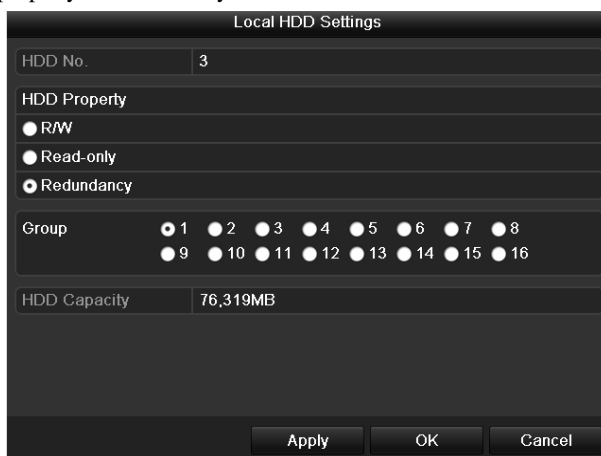 Local HDD Settings
HDD No. 3
HDD Property
R/W
Read-only
Redundancy
Group 1 2 3 4 5 6 7 8
9 10 11 12 13 14 15 16
HDD Capacity 76,319MB
Apply OK Cancel